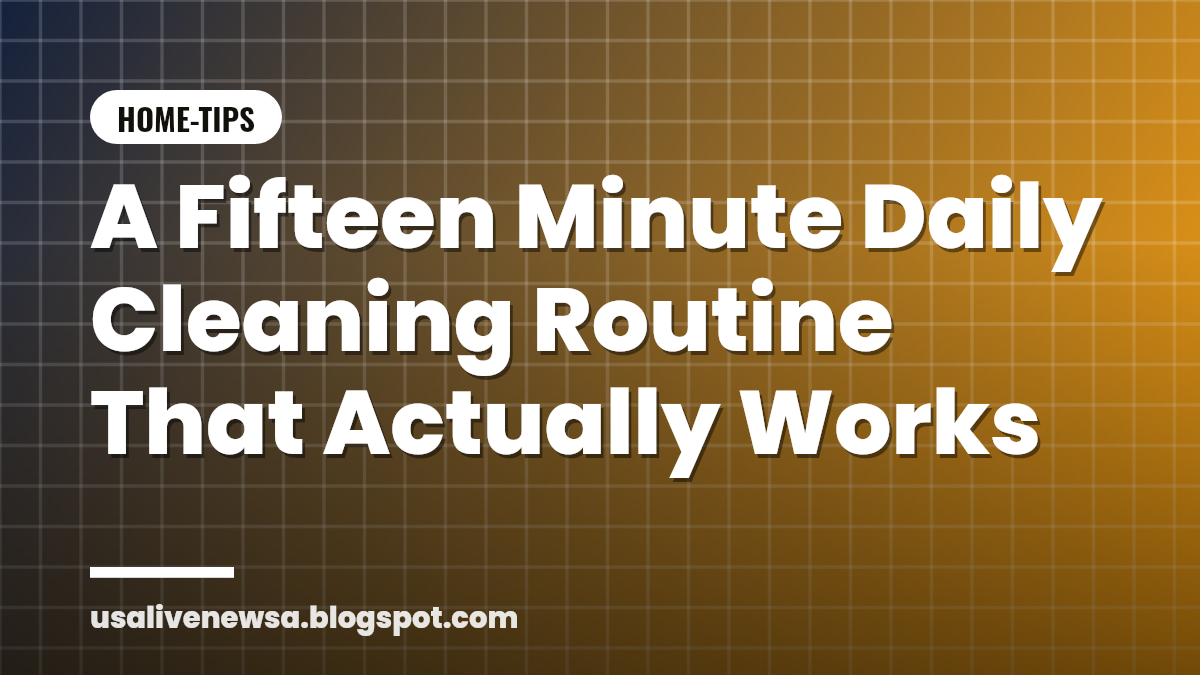 HOME-TIPS
A Fifteen Minute Daily
Cleaning Routine
That Actually Works
usalivenewsa.blogspot.com